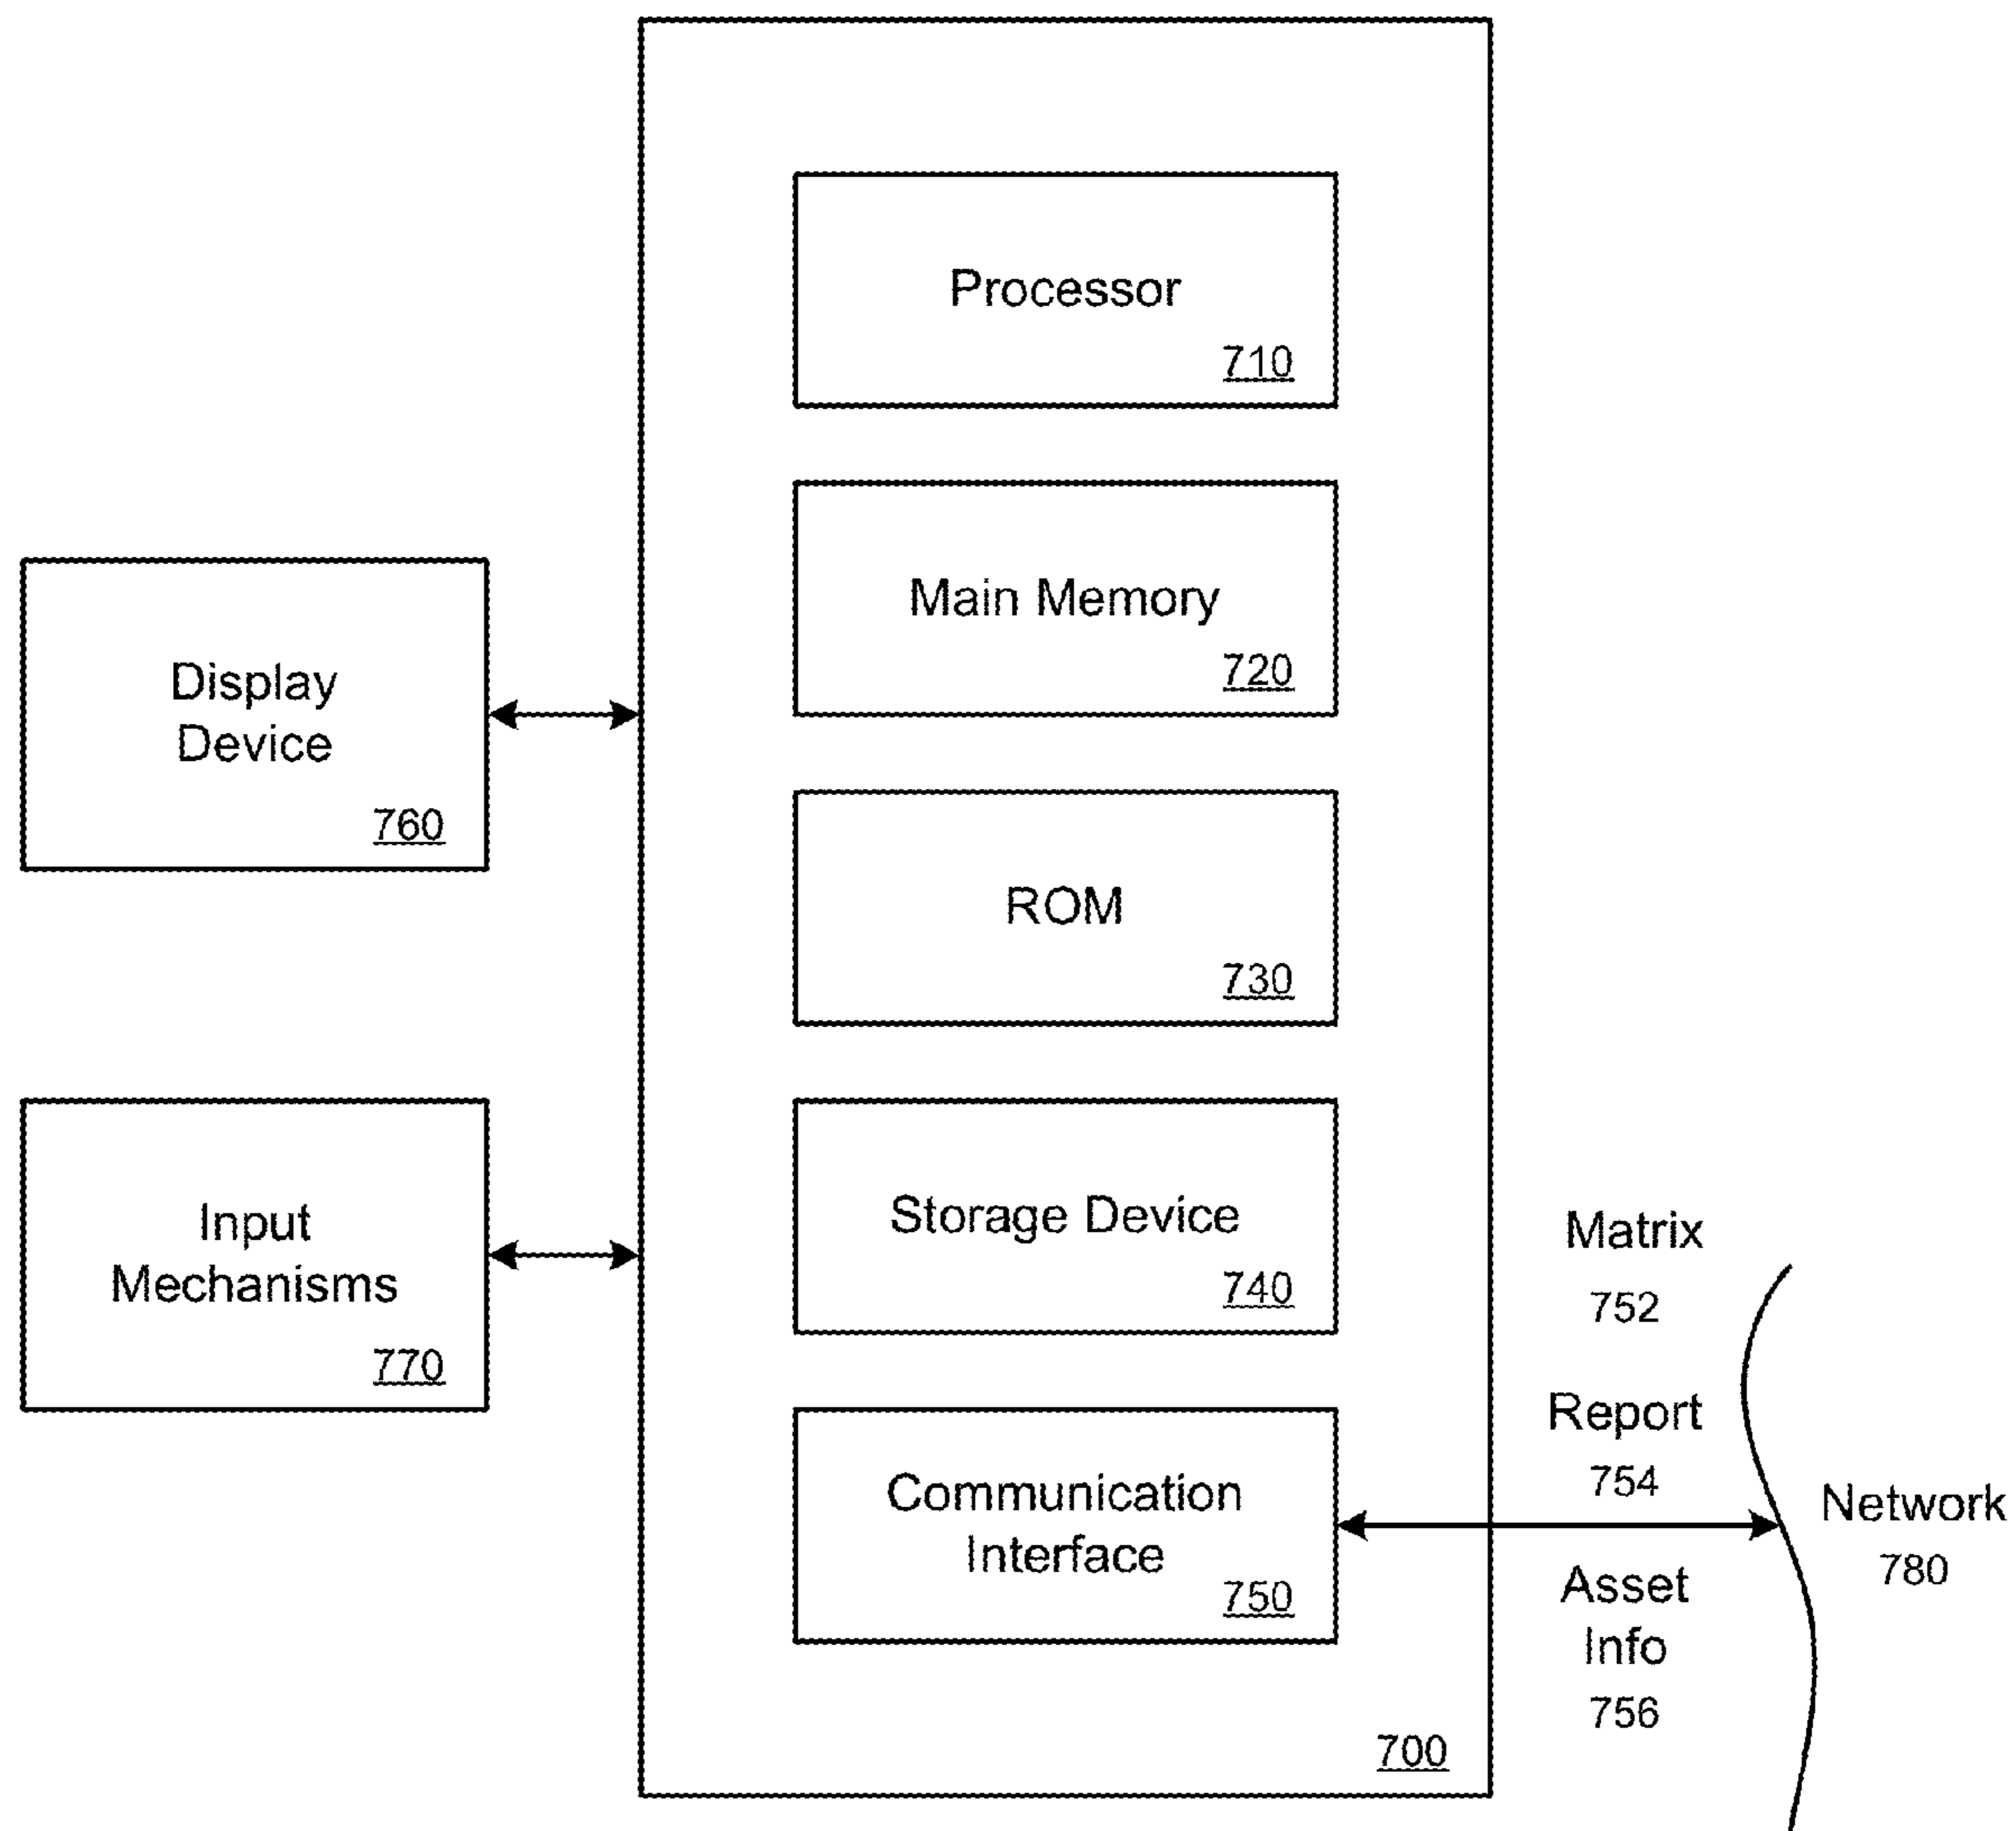 Processor
710
Main Memory
720
Display
Device
760
ROM
730
Input
Mechanisms
770
Storage Device
740
Communication
Interface
750
700
Matrix
752
Report
754
Asset
Info
756
Network
780